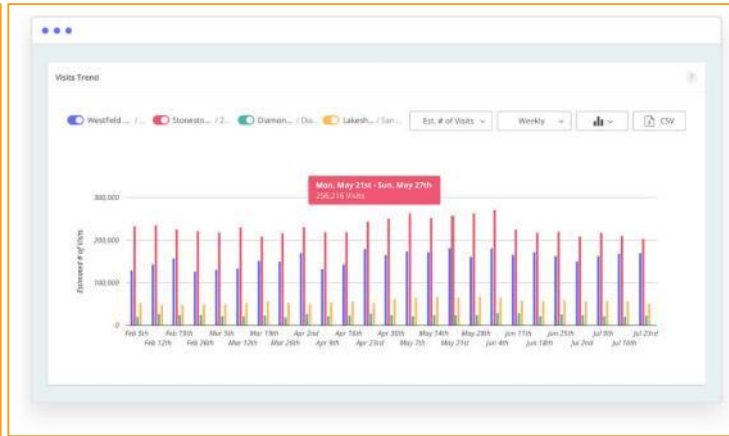 Visits Trend
?
Westfield ... / ... Stonesto... / 2... Diamon... / Dia... Lakesh... / San ... Est. # of Visits Weekly CSV
Mon, May 21st - Sun, May 27th
256,216 Visits
300,000
200,000
100,000
0
Estimated # of Visits
Feb 5th Feb 19th Mar 5th Mar 19th Apr 2nd Apr 16th Apr 30th May 14th May 28th Jun 11th Jun 25th Jul 9th Jul 23rd
Feb 12th Feb 26th Mar 12th Mar 26th Apr 9th Apr 23rd May 7th May 21st Jun 4th Jun 18th Jul 2nd Jul 16th